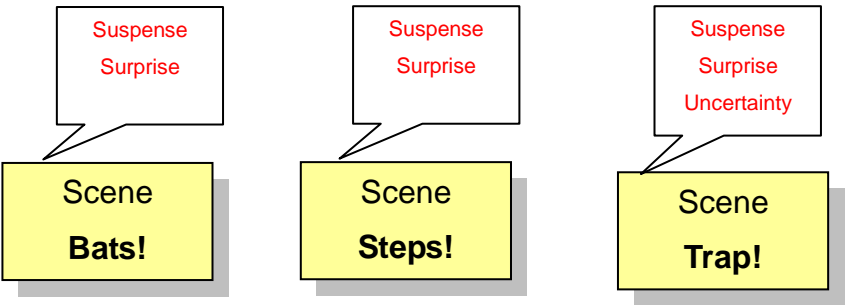 Suspense
Surprise
Scene
Bats!
Suspense
Surprise
Scene
Steps!
Suspense
Surprise
Uncertainty
Scene
Trap!